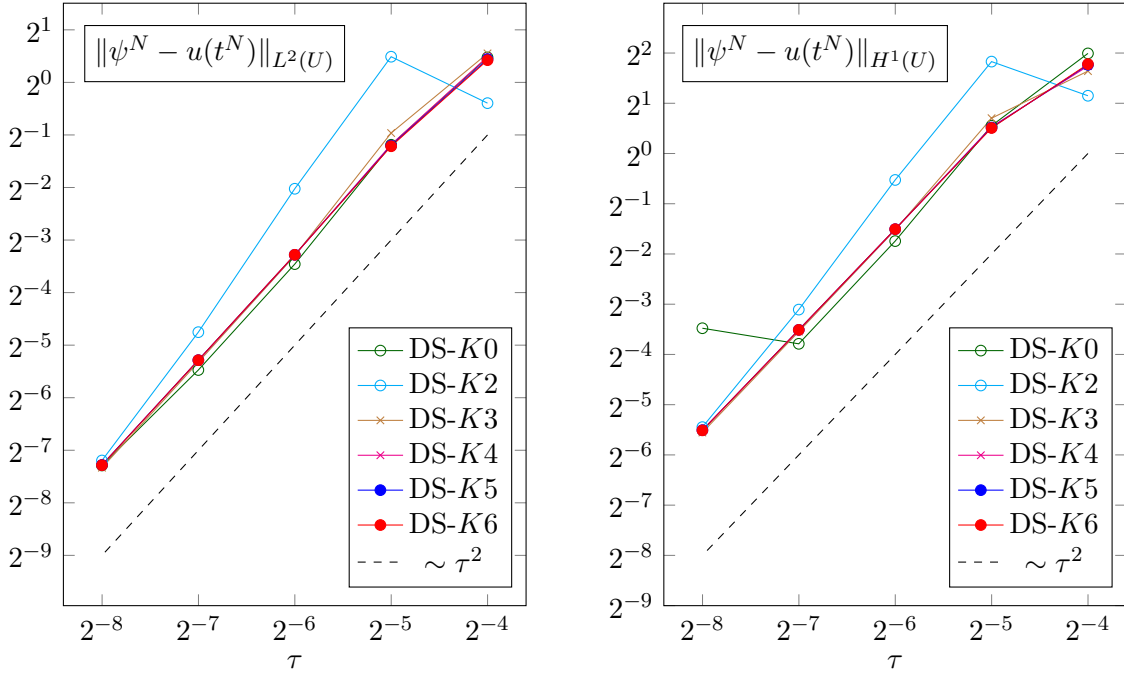 ‖ψ^N − u(t^N)‖_{L^2(U)}
2^1
2^0
2^{−1}
2^{−2}
2^{−3}
2^{−4}
2^{−5}
2^{−6}
2^{−7}
2^{−8}
2^{−9}
DS-K0
DS-K2
DS-K3
DS-K4
DS-K5
DS-K6
∼ τ^2
2^{−8} 2^{−7} 2^{−6} 2^{−5} 2^{−4}
τ
‖ψ^N − u(t^N)‖_{H^1(U)}
2^2
2^1
2^0
2^{−1}
2^{−2}
2^{−3}
2^{−4}
2^{−5}
2^{−6}
2^{−7}
2^{−8}
2^{−9}
DS-K0
DS-K2
DS-K3
DS-K4
DS-K5
DS-K6
∼ τ^2
2^{−8} 2^{−7} 2^{−6} 2^{−5} 2^{−4}
τ